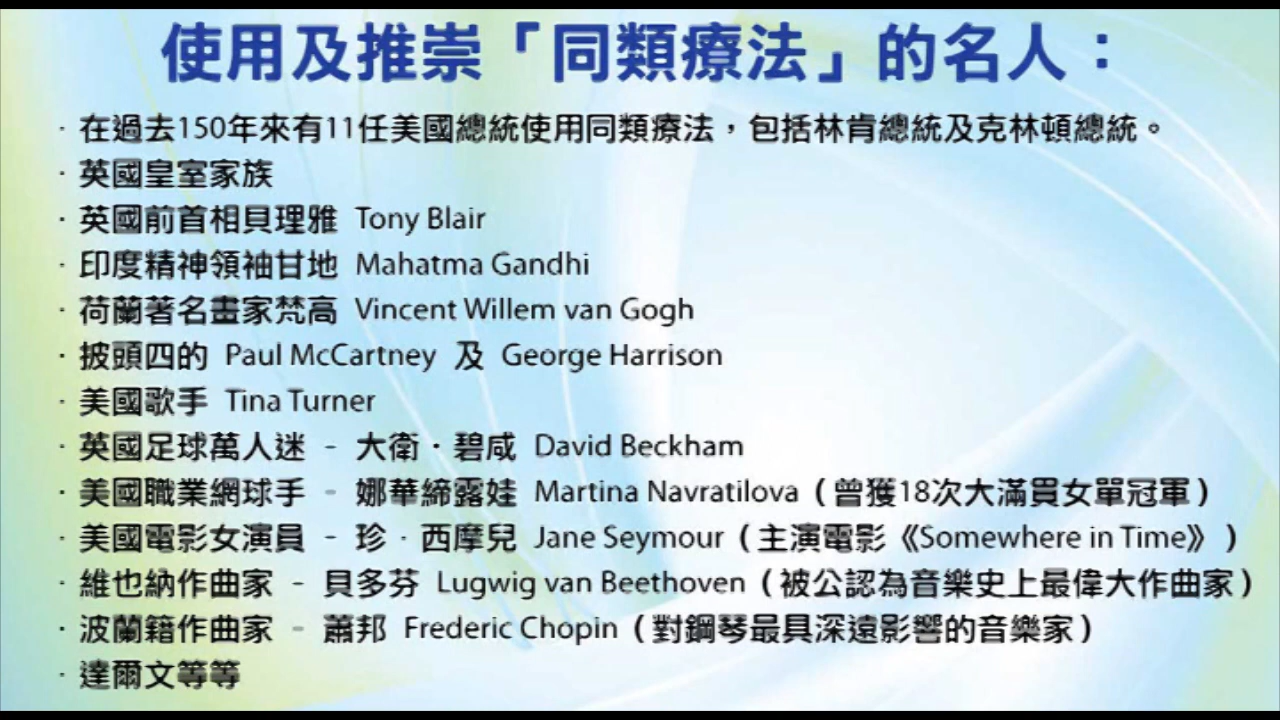 使用及推崇「同類療法」的名人：
· 在過去150年來有11任美國總統使用同類療法，包括林肯總統及克林頓總統。
· 英國皇室家族
· 英國前首相貝理雅 Tony Blair
· 印度精神領袖甘地 Mahatma Gandhi
· 荷蘭著名畫家梵高 Vincent Willem van Gogh
· 披頭四的 Paul McCartney 及 George Harrison
· 美國歌手 Tina Turner
· 英國足球萬人迷 - 大衛·碧咸 David Beckham
· 美國職業網球手 - 娜華締露娃 Martina Navratilova（曾獲18次大滿貫女單冠軍）
· 美國電影女演員 - 珍·西摩兒 Jane Seymour（主演電影《Somewhere in Time》）
· 維也納作曲家 - 貝多芬 Lugwig van Beethoven（被公認為音樂史上最偉大作曲家）
· 波蘭籍作曲家 - 蕭邦 Frederic Chopin（對鋼琴最具深遠影響的音樂家）
· 達爾文等等